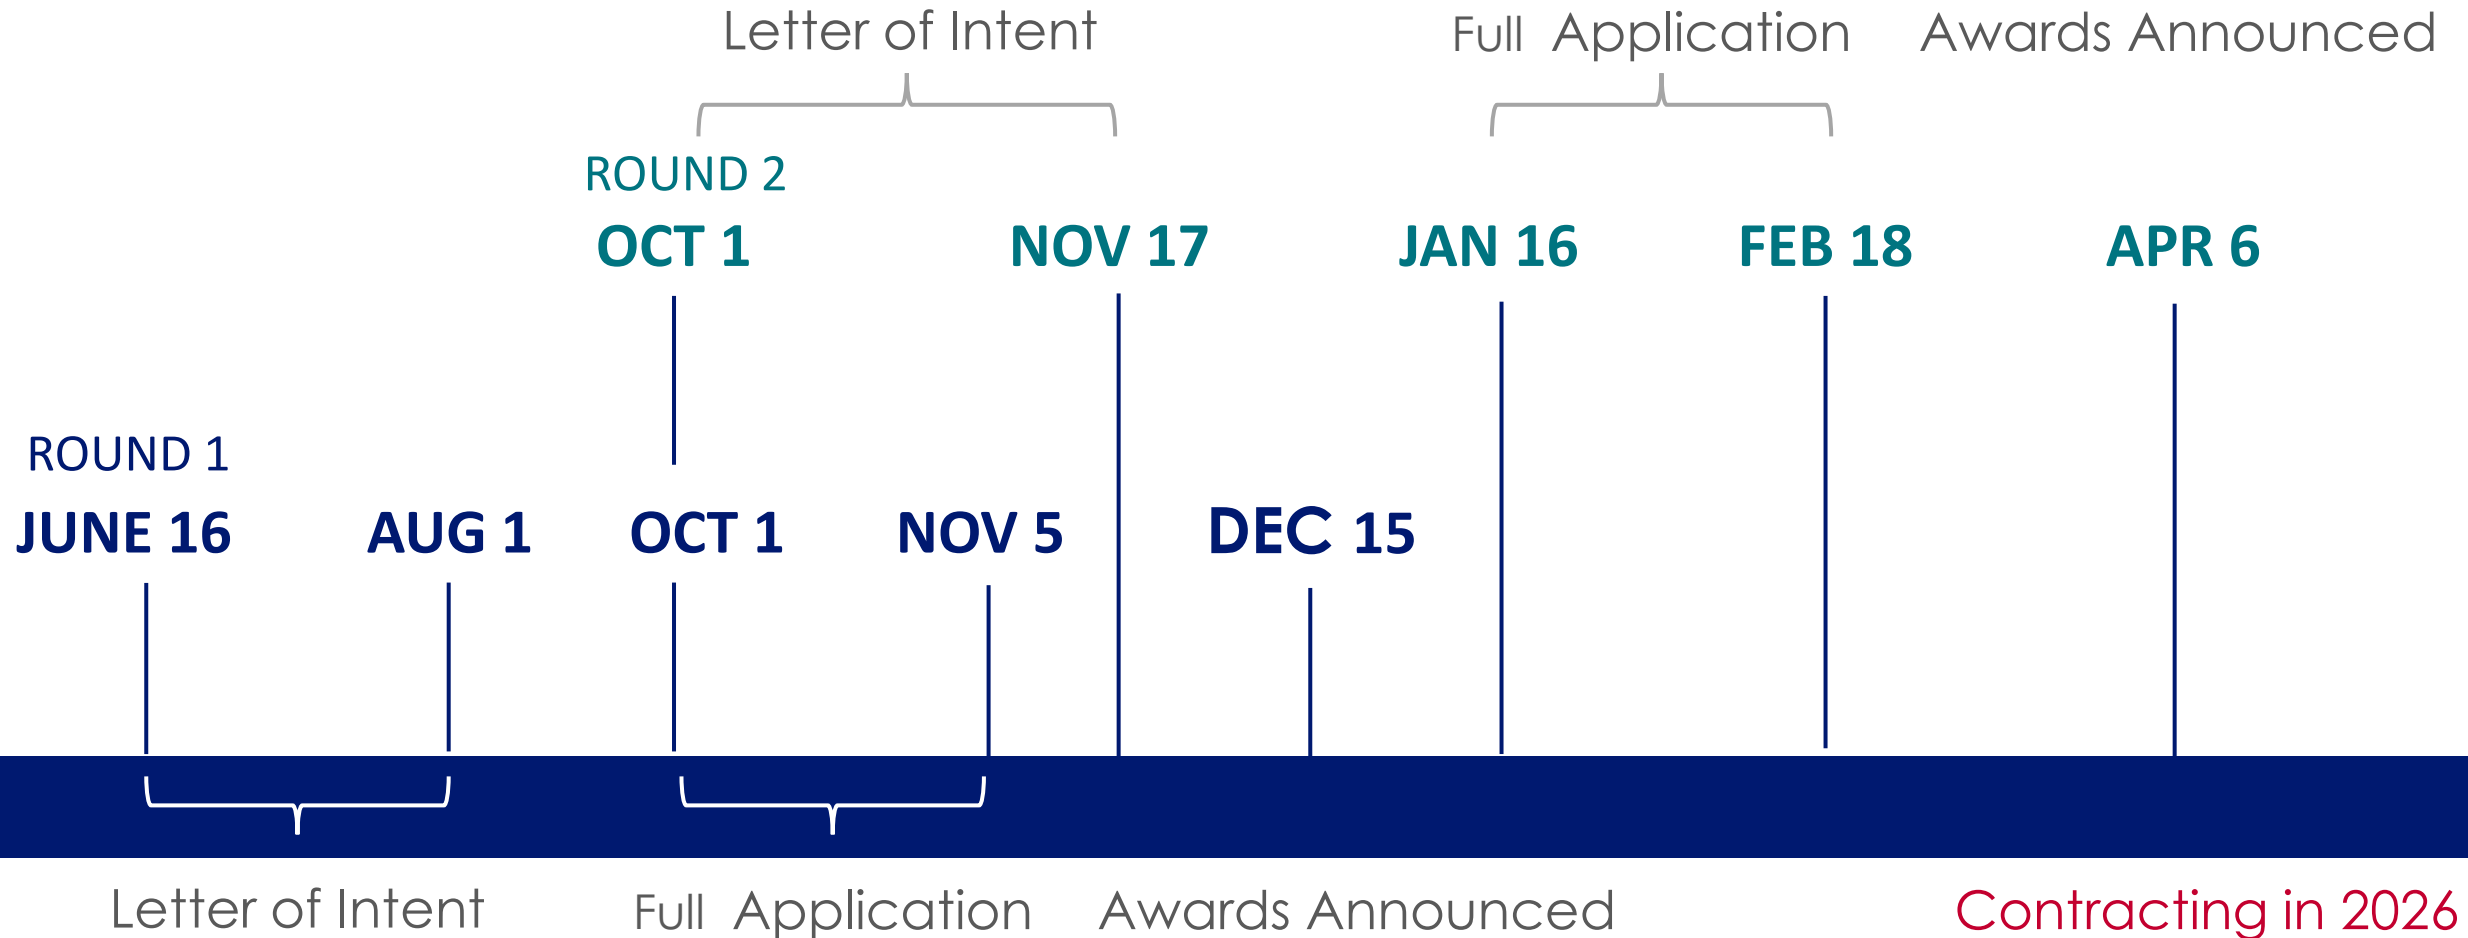 Letter of Intent
Full Application
Awards Announced
ROUND 2
OCT 1
NOV 17
JAN 16
FEB 18
APR 6
ROUND 1
JUNE 16
AUG 1
OCT 1
NOV 5
DEC 15
Letter of Intent
Full Application
Awards Announced
Contracting in 2026